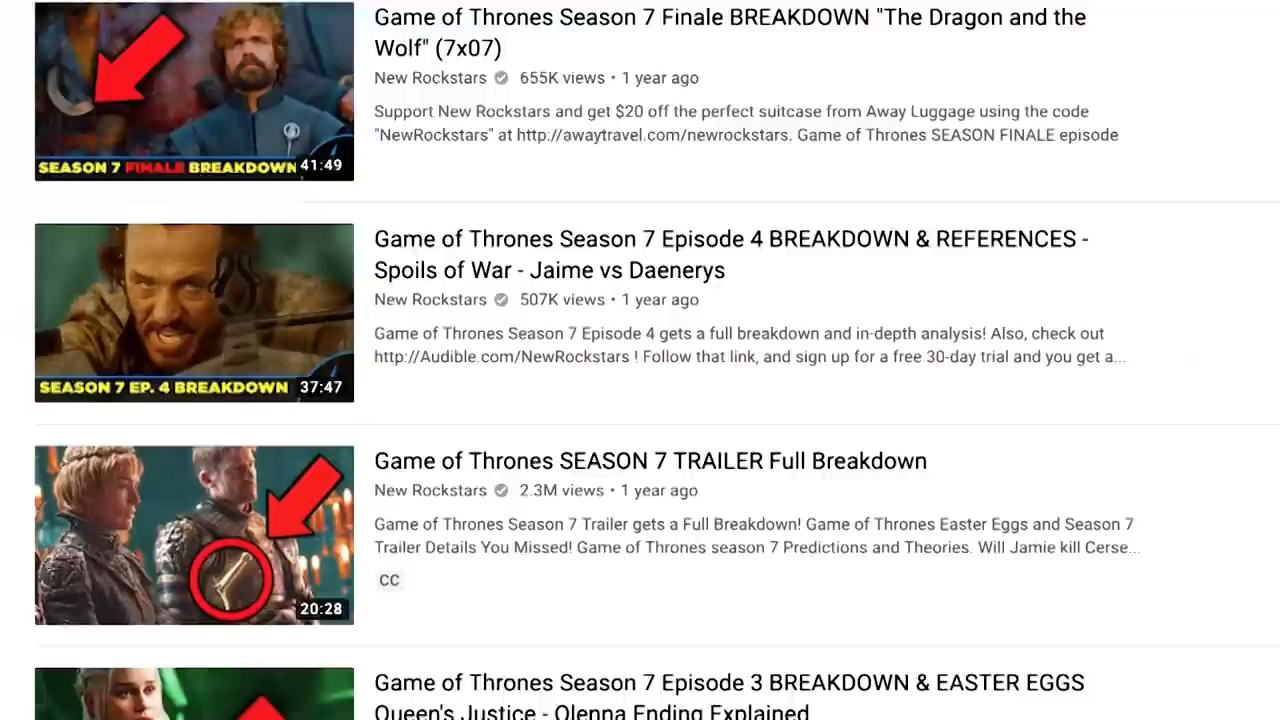 Game of Thrones Season 7 Finale BREAKDOWN "The Dragon and the
Wolf" (7x07)
New Rockstars 655K views • 1 year ago
Support New Rockstars and get $20 off the perfect suitcase from Away Luggage using the code
"NewRockstars" at http://awaytravel.com/newrockstars. Game of Thrones SEASON FINALE episode
SEASON 7 FINALE BREAKDOWN 41:49
Game of Thrones Season 7 Episode 4 BREAKDOWN & REFERENCES -
Spoils of War - Jaime vs Daenerys
New Rockstars 507K views • 1 year ago
Game of Thrones Season 7 Episode 4 gets a full breakdown and in-depth analysis! Also, check out
http://Audible.com/NewRockstars ! Follow that link, and sign up for a free 30-day trial and you get a...
SEASON 7 EP. 4 BREAKDOWN 37:47
Game of Thrones SEASON 7 TRAILER Full Breakdown
New Rockstars 2.3M views • 1 year ago
Game of Thrones Season 7 Trailer gets a Full Breakdown! Game of Thrones Easter Eggs and Season 7
Trailer Details You Missed! Game of Thrones season 7 Predictions and Theories. Will Jamie kill Cerse...
CC
20:28
Game of Thrones Season 7 Episode 3 BREAKDOWN & EASTER EGGS
Queen's Justice - Olenna Ending Explained